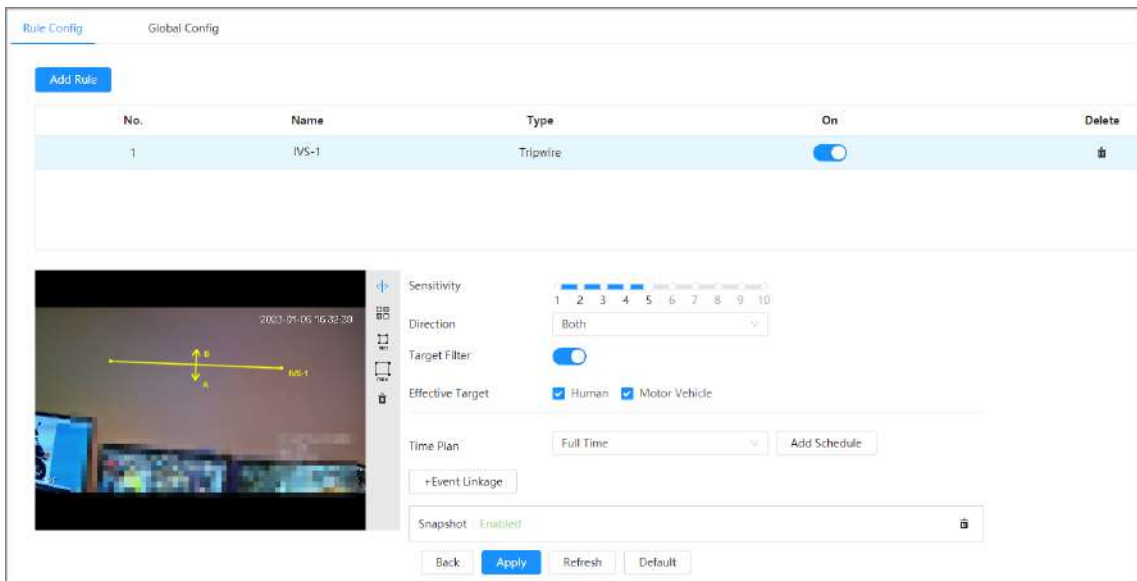 Rule Config Global Config
Add Rule
No. Name Type On Delete
1 IVS-1 Tripwire
Sensitivity
1 2 3 4 5 6 7 8 9 10
2023-01-06 16:32:39
Direction Both
B
A
IVS-1
Target Filter
Effective Target Human Motor Vehicle
Time Plan Full Time Add Schedule
+Event Linkage
Snapshot Enabled
Back Apply Refresh Default